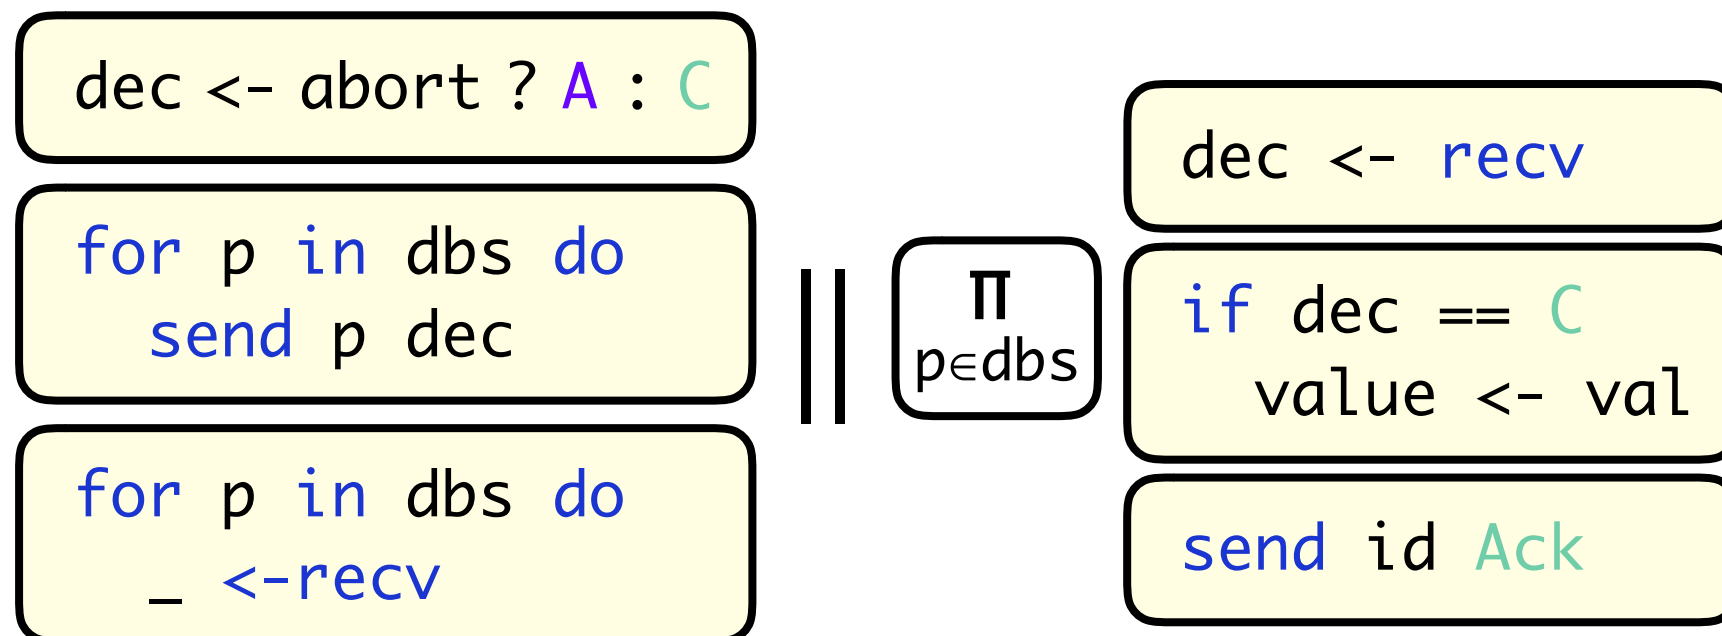 dec <- abort ? A : C
for p in dbs do
send p dec
for p in dbs do
_ <-recv
||
Π
p∈dbs
dec <- recv
if dec == C
value <- val
send id Ack